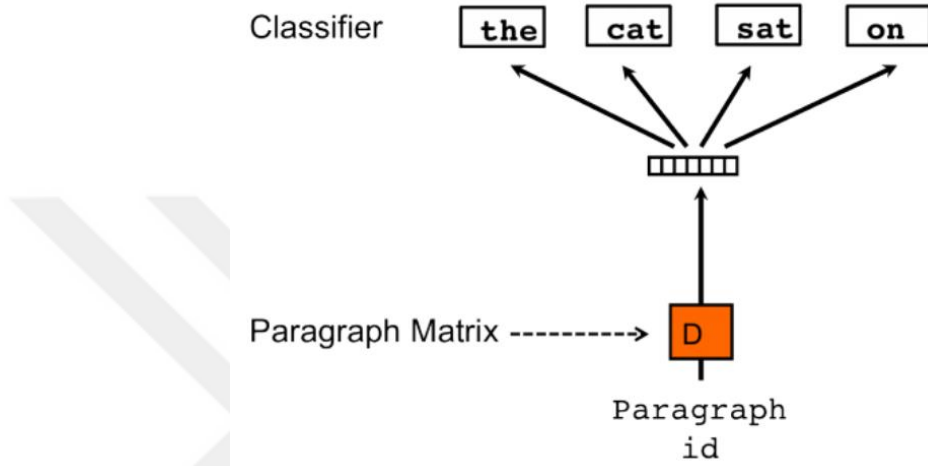 Classifier the cat sat on
Paragraph Matrix D
Paragraph
id